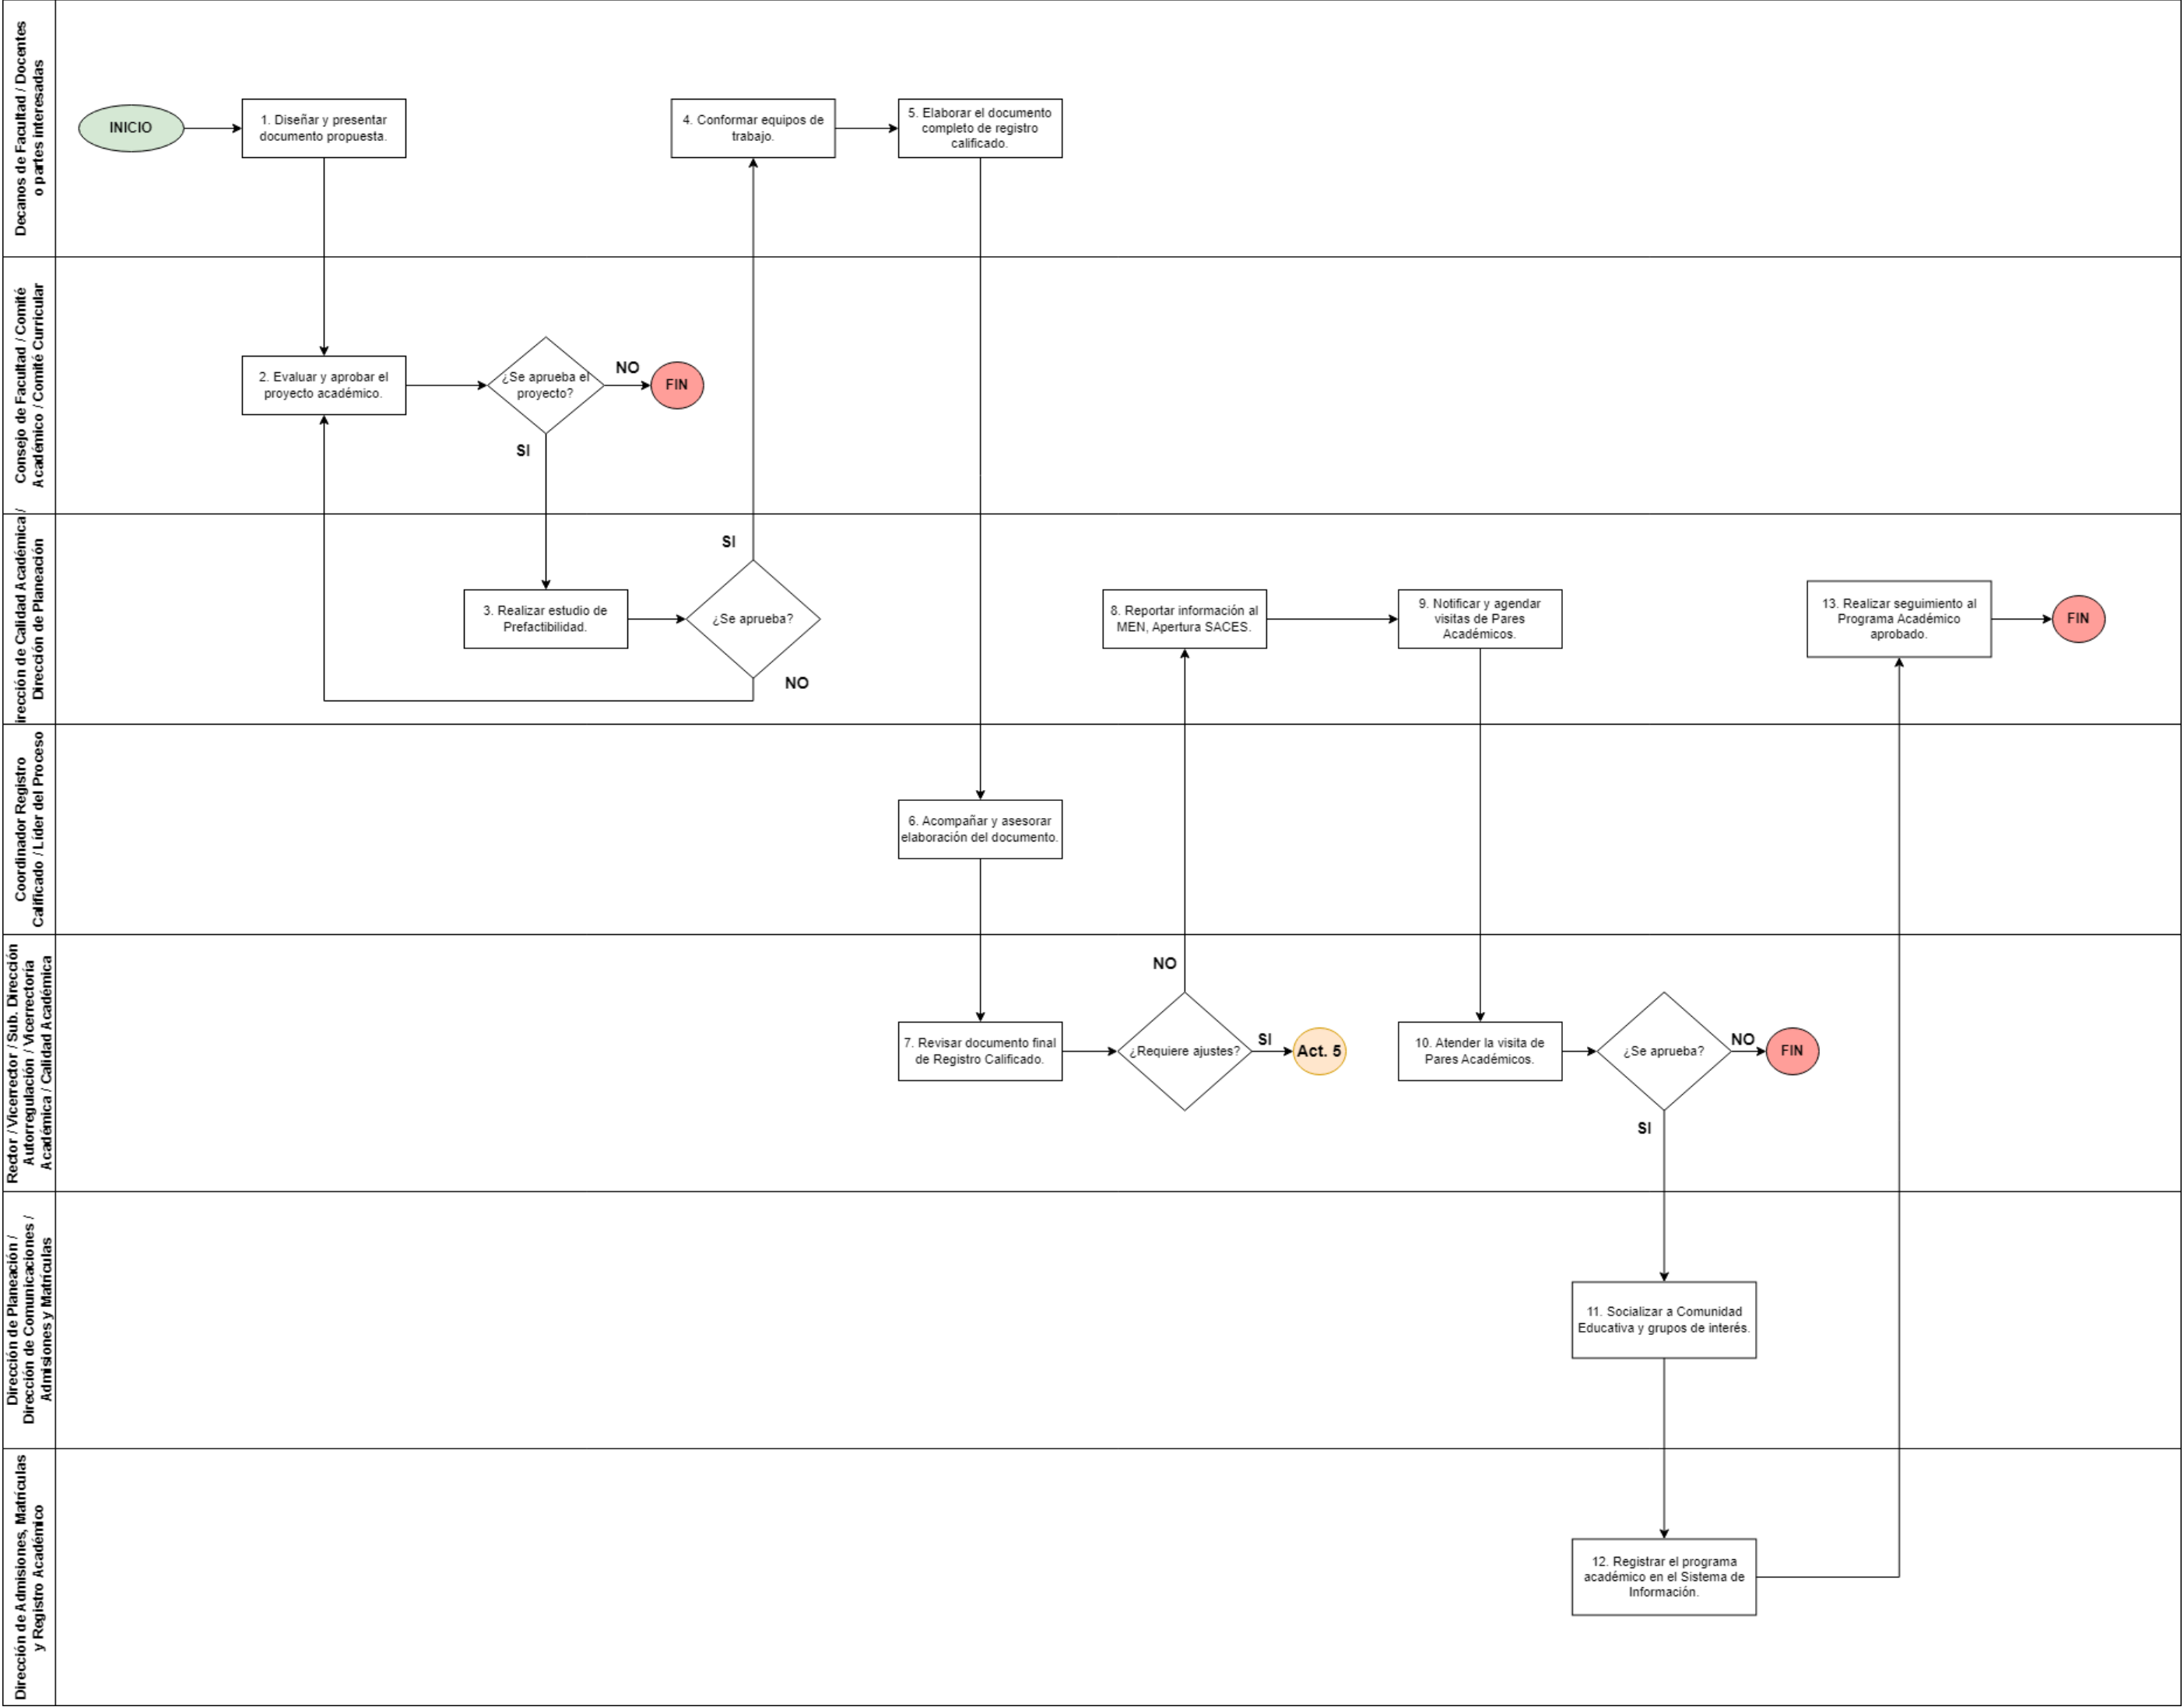 Decanos de Facultad / Docentes
o partes interesadas
INICIO
1. Diseñar y presentar
documento propuesta.
4. Conformar equipos de
trabajo.
5. Elaborar el documento
completo de registro
calificado.
Consejo de Facultad / Comité
Académico / Comité Curricular
2. Evaluar y aprobar el
proyecto académico.
¿Se aprueba el
proyecto?
NO
FIN
SI
irección de Calidad Académica /
Dirección de Planeación
3. Realizar estudio de
Prefactibilidad.
SI
¿Se aprueba?
NO
8. Reportar información al
MEN, Apertura SACES.
9. Notificar y agendar
visitas de Pares
Académicos.
13. Realizar seguimiento al
Programa Académico
aprobado.
FIN
Coordinador Registro
Calificado / Líder del Proceso
6. Acompañar y asesorar
elaboración del documento.
Rector / Vicerrector / Sub. Dirección
Autorregulación / Vicerrectoría
Académica / Calidad Académica
7. Revisar documento final
de Registro Calificado.
NO
¿Requiere ajustes?
SI
Act. 5
10. Atender la visita de
Pares Académicos.
¿Se aprueba?
NO
FIN
SI
Dirección de Planeación /
Dirección de Comunicaciones /
Admisiones y Matrículas
11. Socializar a Comunidad
Educativa y grupos de interés.
Dirección de Admisiones, Matrículas
y Registro Académico
12. Registrar el programa
académico en el Sistema de
Información.